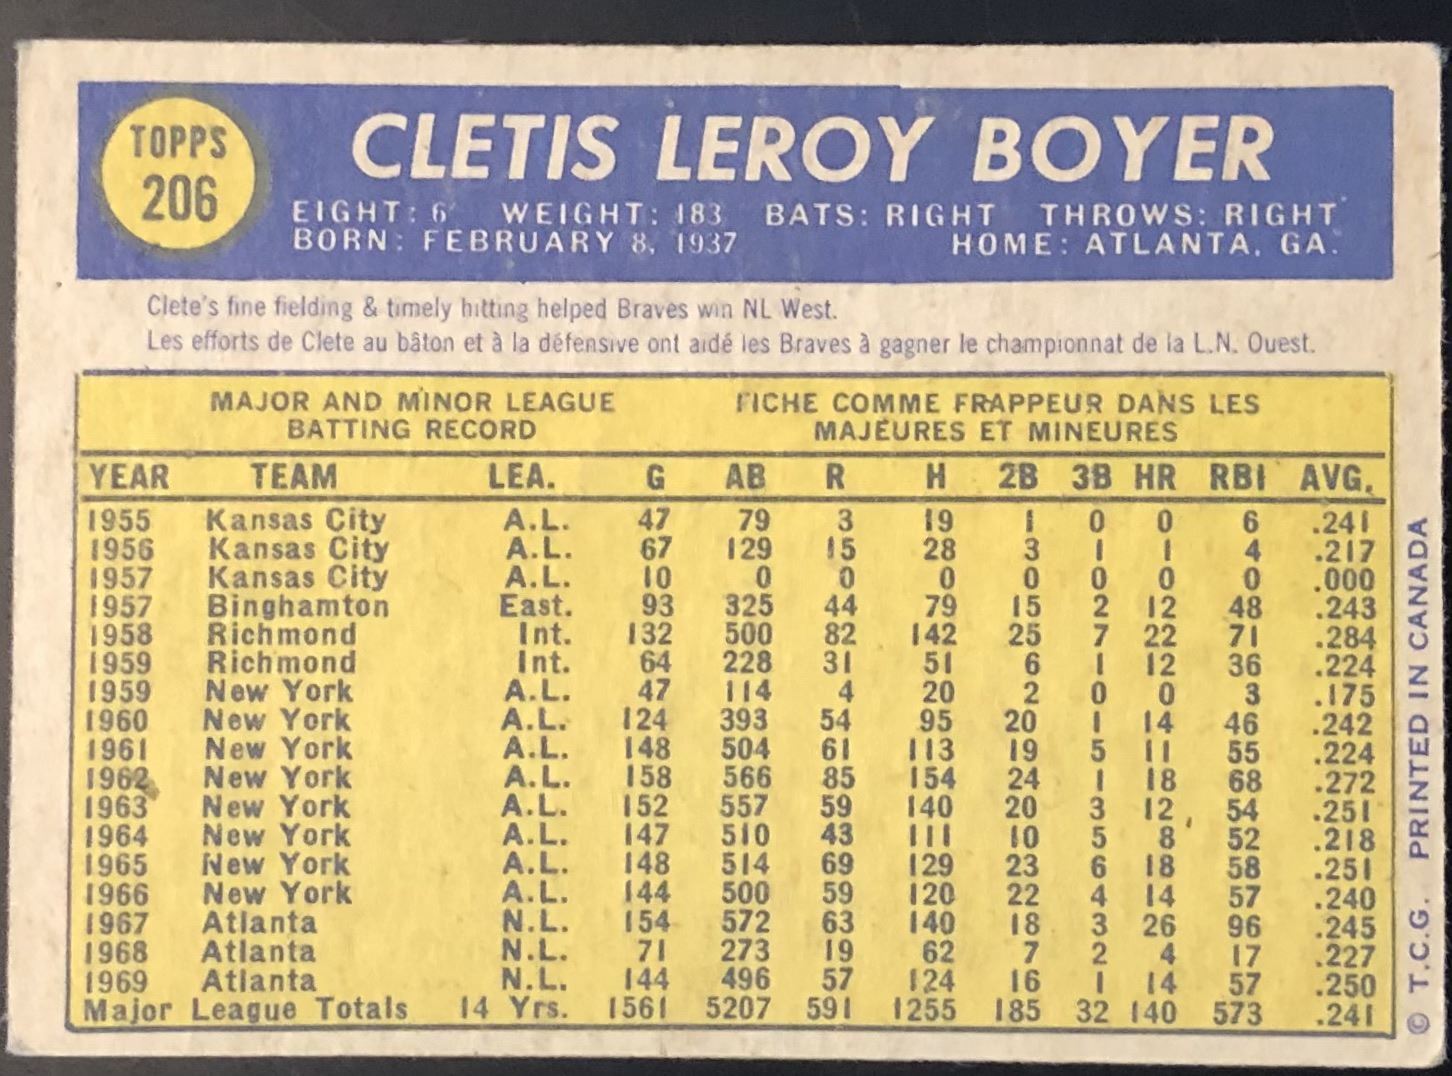 TOPPS
206
CLETIS LEROY BOYER
EIGHT: 6' WEIGHT: 183 BATS: RIGHT THROWS: RIGHT
BORN: FEBRUARY 8, 1937 HOME: ATLANTA, GA.
Clete's fine fielding & timely hitting helped Braves win NL West.
Les efforts de Clete au bâton et à la défensive ont aidé les Braves à gagner le championnat de la L.N. Ouest.
MAJOR AND MINOR LEAGUE
BATTING RECORD
FICHE COMME FRAPPEUR DANS LES
MAJEURES ET MINEURES
YEAR TEAM LEA. G AB R H 2B 3B HR RBI AVG.
1955 Kansas City A.L. 47 79 3 19 1 0 0 6 .241
1956 Kansas City A.L. 67 129 15 28 3 1 1 4 .217
1957 Kansas City A.L. 10 0 0 0 0 0 0 0 .000
1957 Binghamton East. 93 325 44 79 15 2 12 48 .243
1958 Richmond Int. 132 500 82 142 25 7 22 71 .284
1959 Richmond Int. 64 228 31 51 6 1 12 36 .224
1959 New York A.L. 47 114 4 20 2 0 0 3 .175
1960 New York A.L. 124 393 54 95 20 1 14 46 .242
1961 New York A.L. 148 504 61 113 19 5 11 55 .224
1962 New York A.L. 158 566 85 154 24 1 18 68 .272
1963 New York A.L. 152 557 59 140 20 3 12 54 .251
1964 New York A.L. 147 510 43 111 10 5 8 52 .218
1965 New York A.L. 148 514 69 129 23 6 18 58 .251
1966 New York A.L. 144 500 59 120 22 4 14 57 .240
1967 Atlanta N.L. 154 572 63 140 18 3 26 96 .245
1968 Atlanta N.L. 71 273 19 62 7 2 4 17 .227
1969 Atlanta N.L. 144 496 57 124 16 1 14 57 .250
Major League Totals 14 Yrs. 1561 5207 591 1255 185 32 140 573 .241
© T.C.G. PRINTED IN CANADA